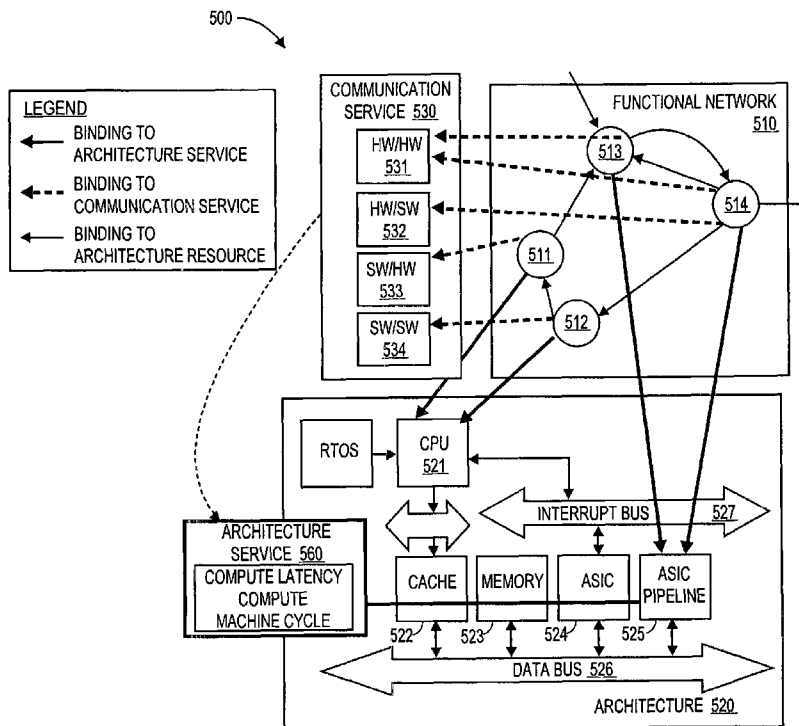 500
LEGEND
BINDING TO
ARCHITECTURE SERVICE
BINDING TO
COMMUNICATION SERVICE
BINDING TO
ARCHITECTURE RESOURCE
COMMUNICATION
SERVICE 530
HW/HW
531
HW/SW
532
SW/HW
533
SW/SW
534
FUNCTIONAL NETWORK
510
513
514
511
512
RTOS
CPU
521
INTERRUPT BUS
527
ARCHITECTURE
SERVICE 560
COMPUTE LATENCY
COMPUTE
MACHINE CYCLE
CACHE
MEMORY
ASIC
ASIC
PIPELINE
522
523
524
525
DATA BUS 526
ARCHITECTURE 520